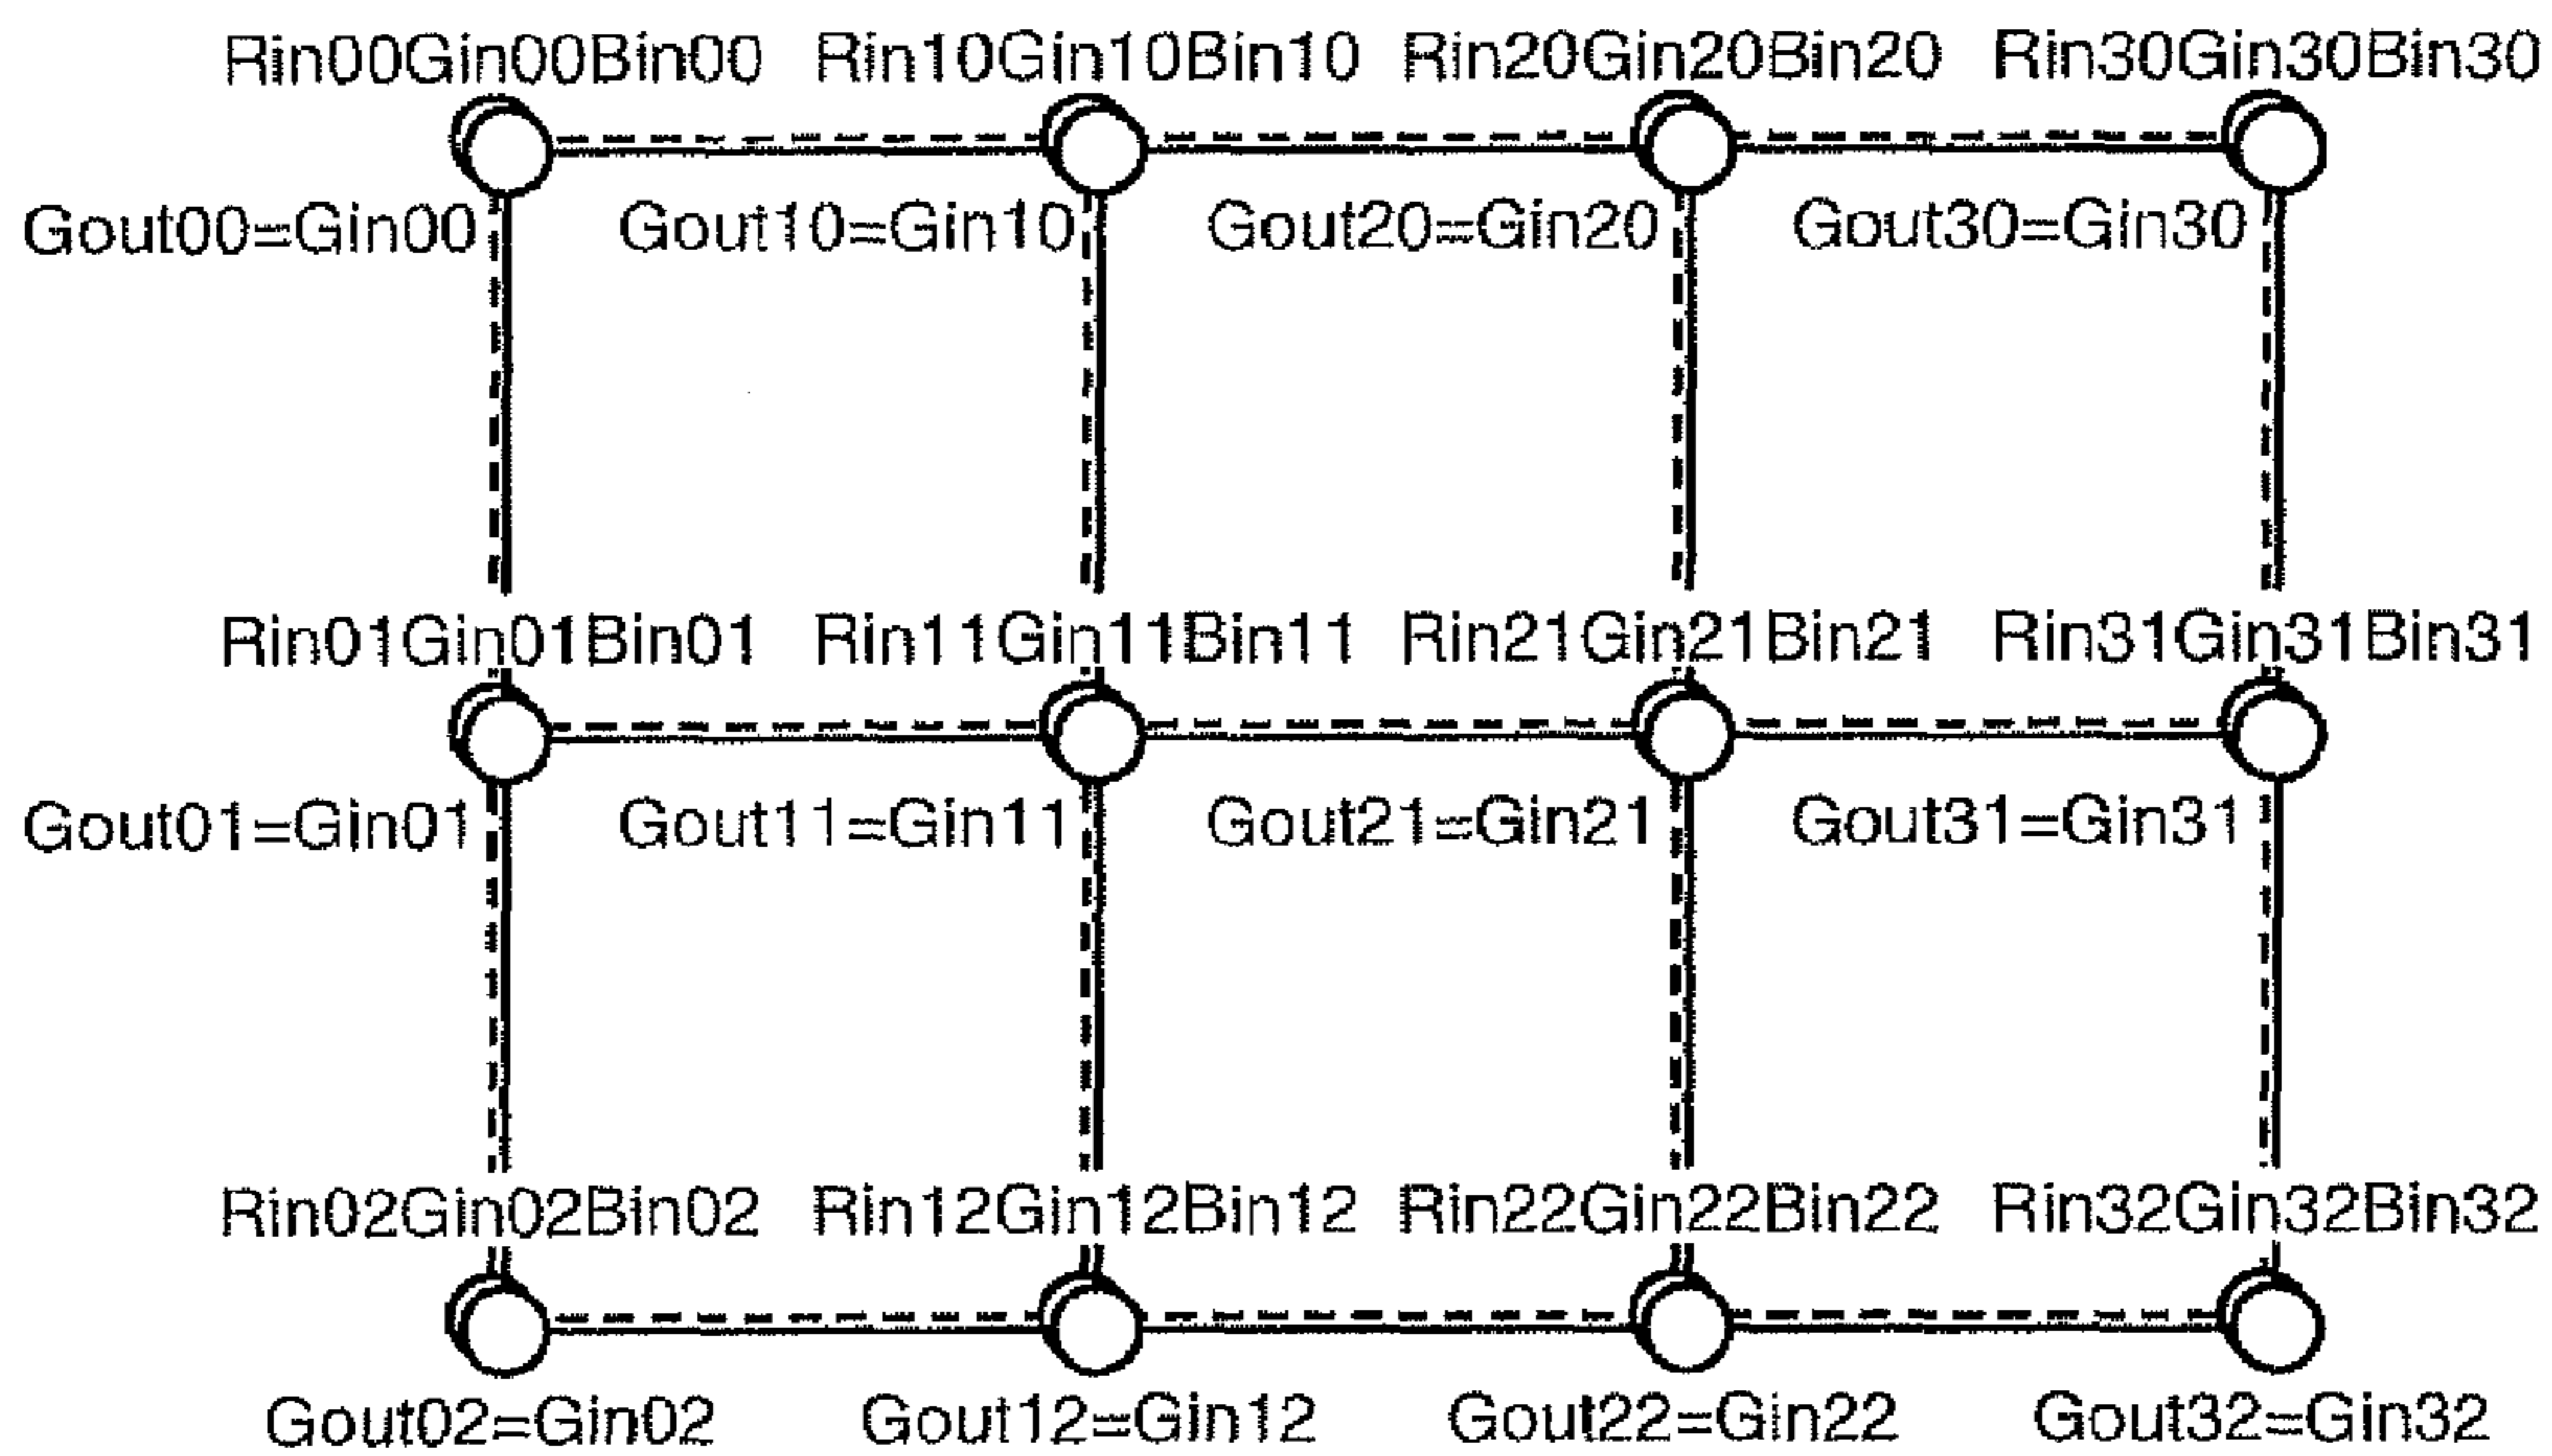 Rin00Gin00Bin00 Rin10Gin10Bin10 Rin20Gin20Bin20 Rin30Gin30Bin30
Gout00=Gin00 Gout10=Gin10 Gout20=Gin20 Gout30=Gin30
Rin01Gin01Bin01 Rin11Gin11Bin11 Rin21Gin21Bin21 Rin31Gin31Bin31
Gout01=Gin01 Gout11=Gin11 Gout21=Gin21 Gout31=Gin31
Rin02Gin02Bin02 Rin12Gin12Bin12 Rin22Gin22Bin22 Rin32Gin32Bin32
Gout02=Gin02 Gout12=Gin12 Gout22=Gin22 Gout32=Gin32